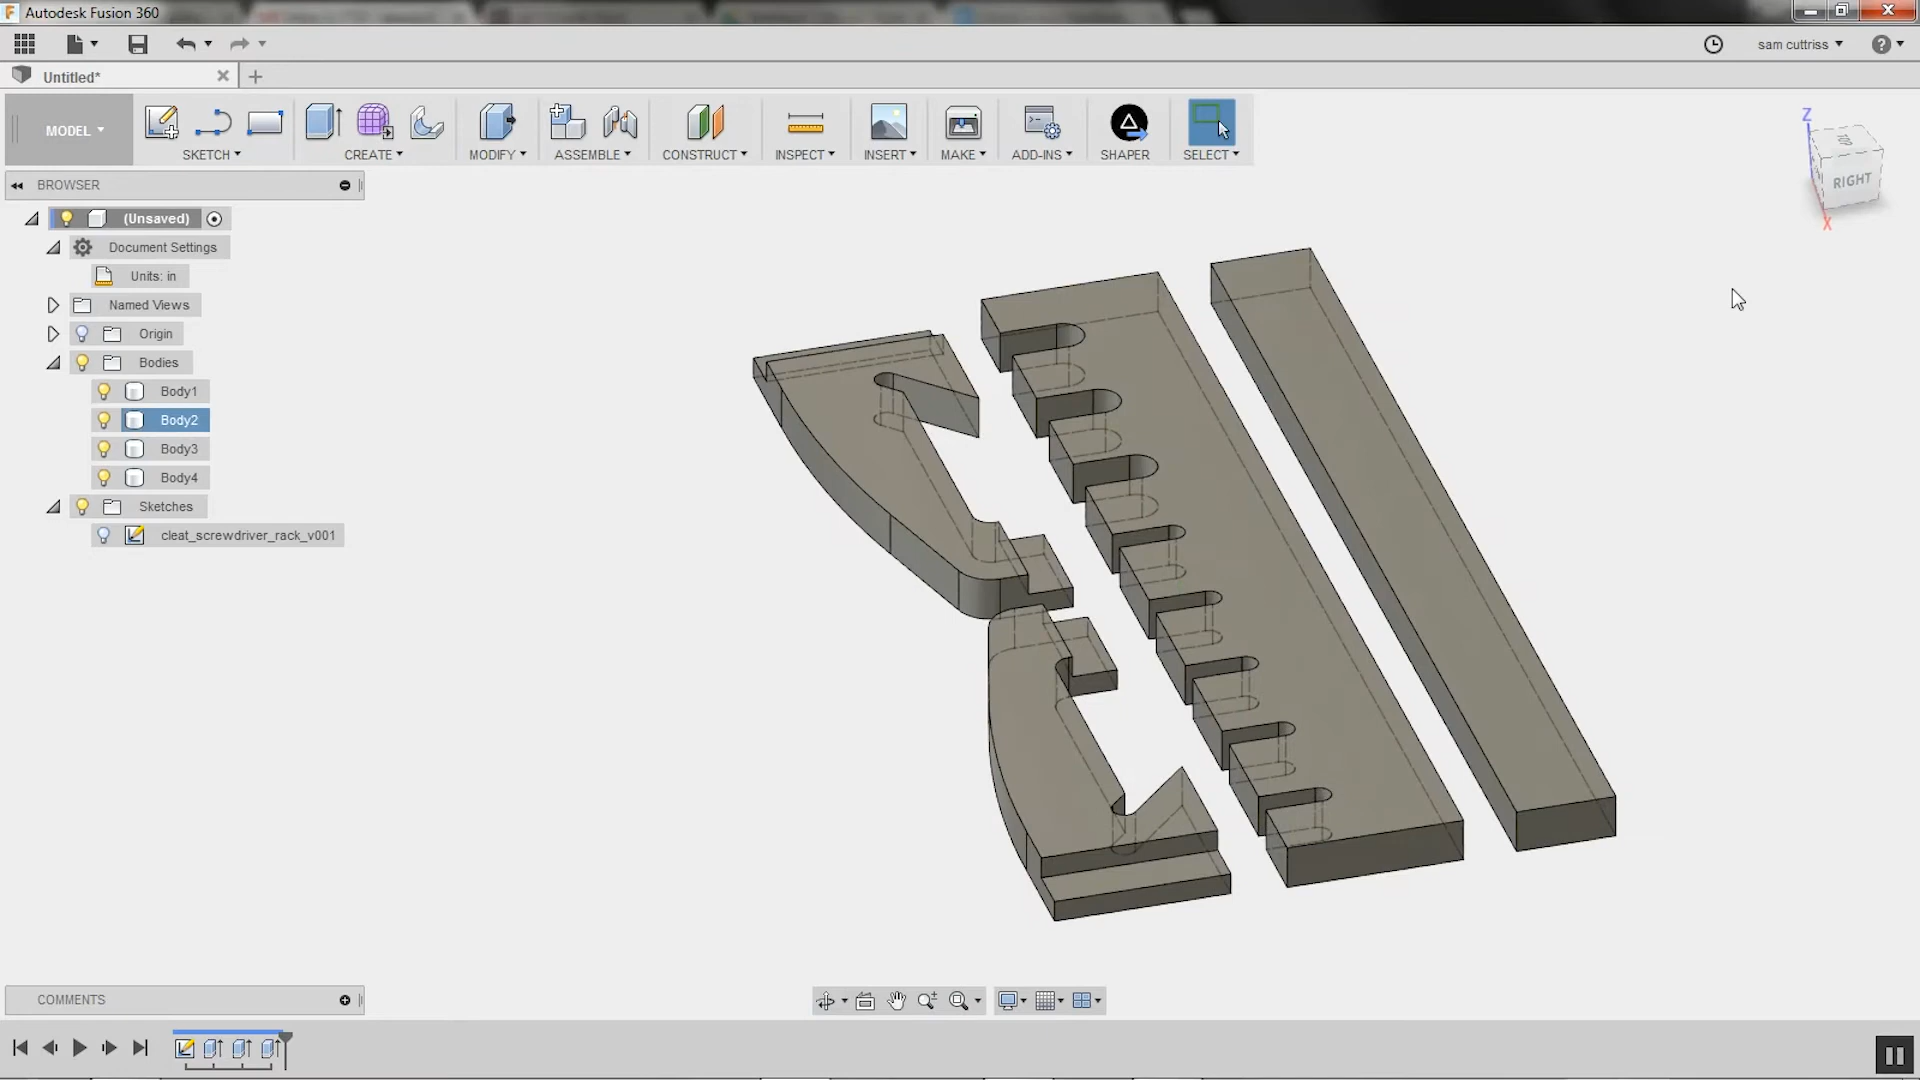 Autodesk Fusion 360
sam cuttriss
Untitled*
MODEL
SKETCH
CREATE
MODIFY
ASSEMBLE
CONSTRUCT
INSPECT
INSERT
MAKE
ADD-INS
SHAPER
SELECT
BROWSER
(Unsaved)
Document Settings
Units: in
Named Views
Origin
Bodies
Body1
Body2
Body3
Body4
Sketches
cleat_screwdriver_rack_v001
Z
TOP
RIGHT
X
COMMENTS